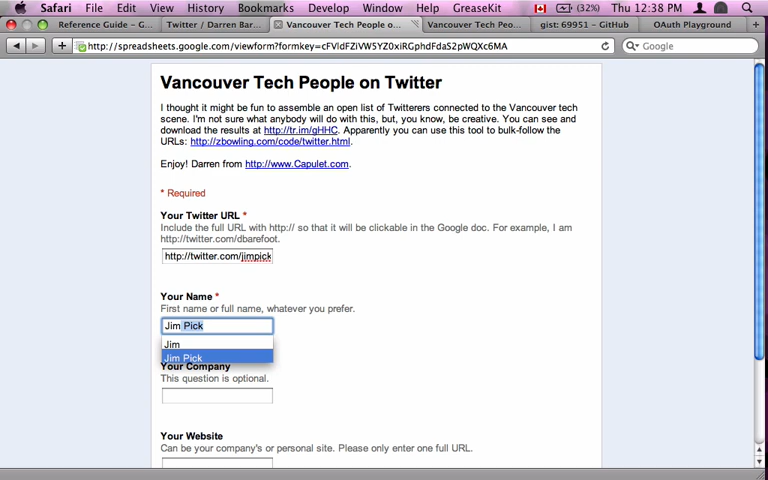 Safari File Edit View History Bookmarks Develop Window Help GreaseKit (32%) Thu 12:38 PM
Reference Guide – G... Twitter / Darren Bar... Vancouver Tech People o... Vancouver Tech Peo... gist: 69951 – GitHub OAuth Playground
http://spreadsheets.google.com/viewform?formkey=cFVldFZiVW5YZ0xiRGphdFdaS2pWQXc6MA Google
Vancouver Tech People on Twitter
I thought it might be fun to assemble an open list of Twitterers connected to the Vancouver tech
scene. I'm not sure what anybody will do with this, but, you know, be creative. You can see and
download the results at http://tr.im/gHHC. Apparently you can use this tool to bulk-follow the
URLs: http://zbowling.com/code/twitter.html.
Enjoy! Darren from http://www.Capulet.com.
* Required
Your Twitter URL *
Include the full URL with http:// so that it will be clickable in the Google doc. For example, I am
http://twitter.com/dbarefoot.
http://twitter.com/jimpick
Your Name *
First name or full name, whatever you prefer.
Jim Pick
Jim
Jim Pick
Your Company
This question is optional.
Your Website
Can be your company's or personal site. Please only enter one full URL.